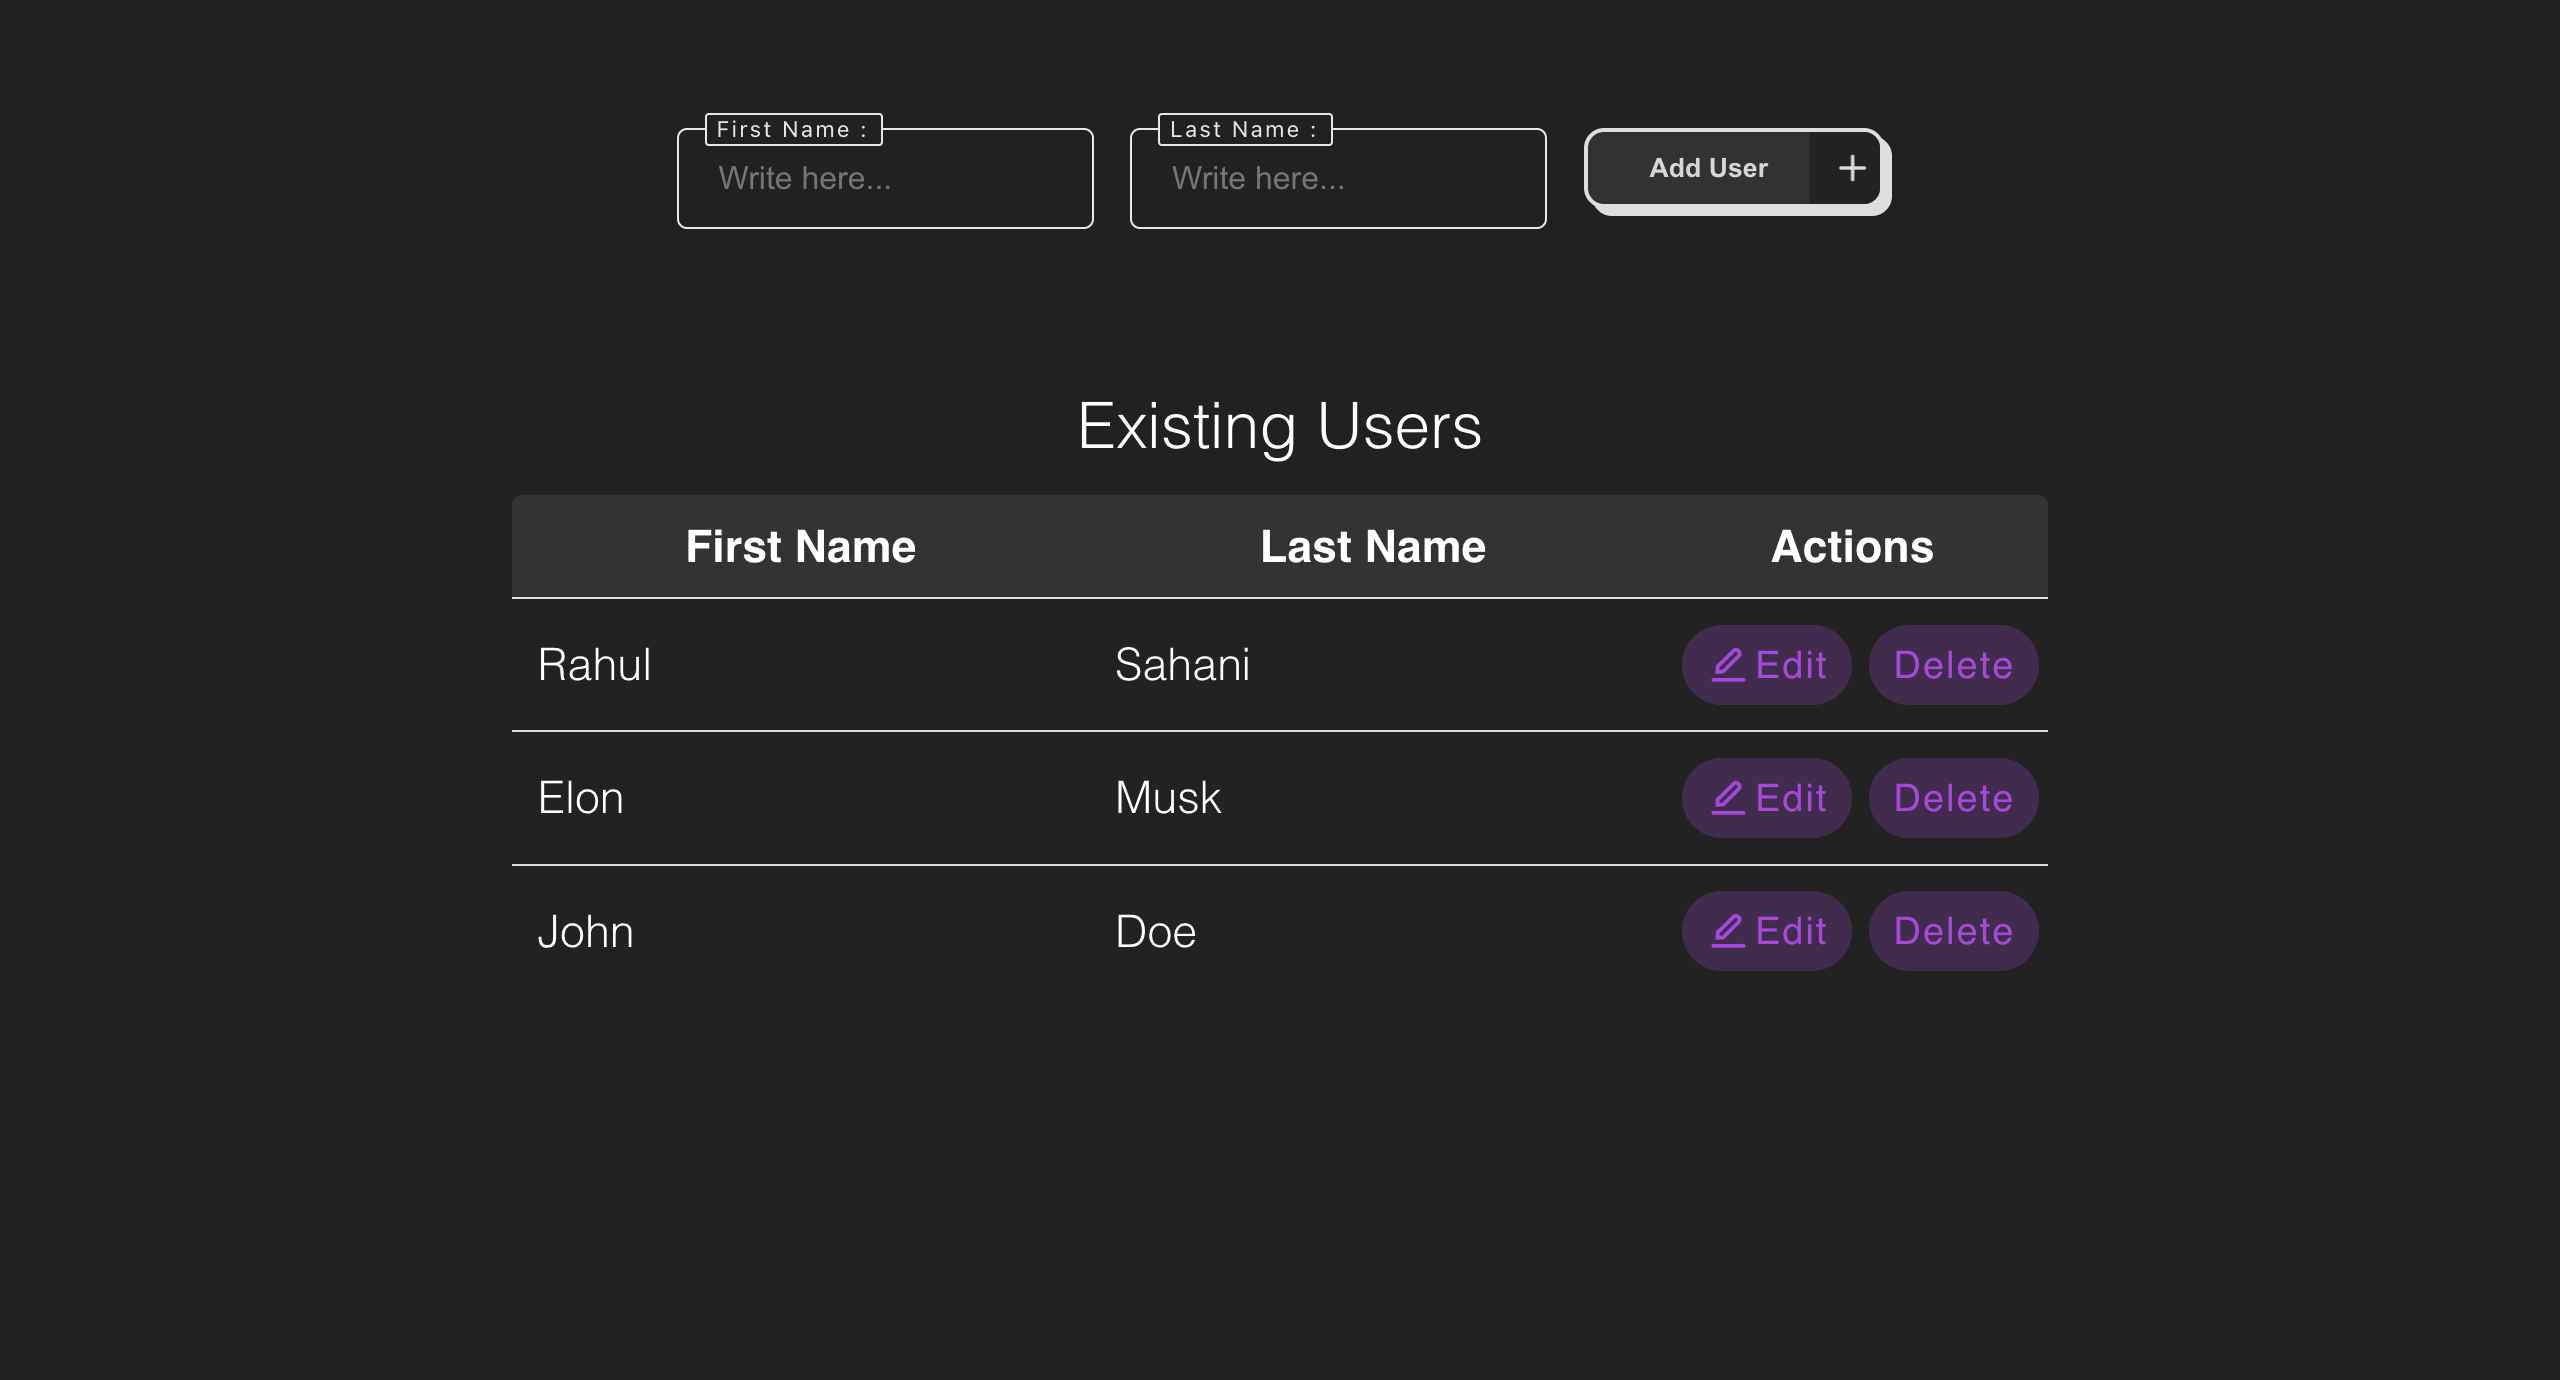 First Name :
Last Name :
Write here...
Write here...
Add User
Existing Users
First Name Last Name Actions
Rahul Sahani Edit Delete
Elon Musk Edit Delete
John Doe Edit Delete